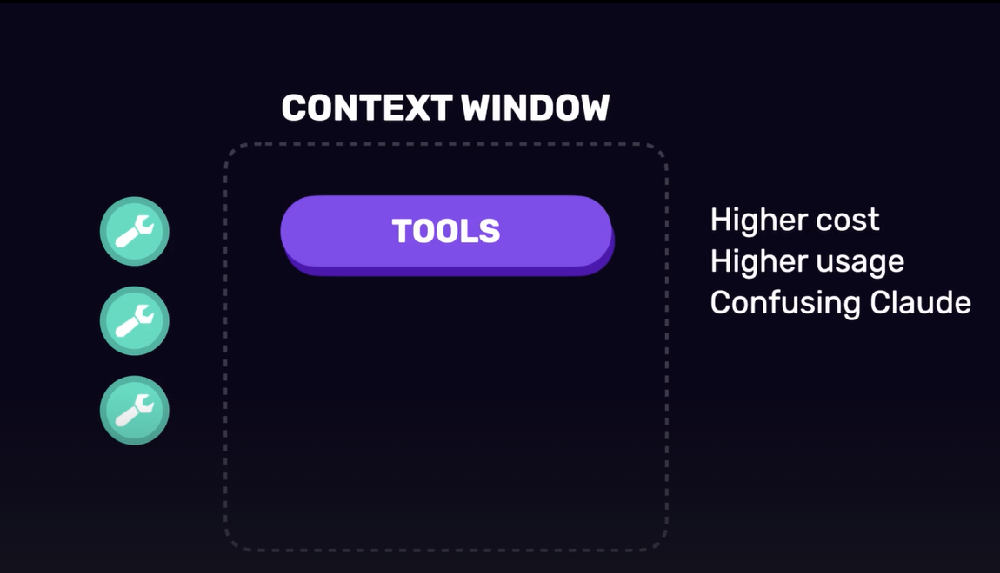 CONTEXT WINDOW
TOOLS
Higher cost
Higher usage
Confusing Claude